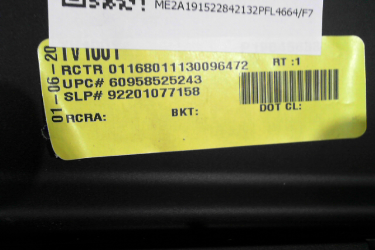 ME2A191522842132PFL4664/F7
01-06-20
TV1001
RCTR 01168011130096472 RT :1
UPC# 60958525243
SLP# 92201077158
RCRA: BKT: DOT CL: